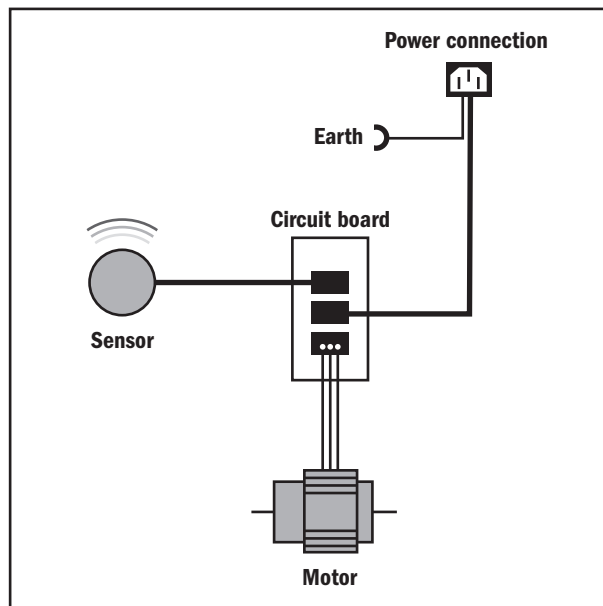 Power connection
Earth
Circuit board
Sensor
Motor